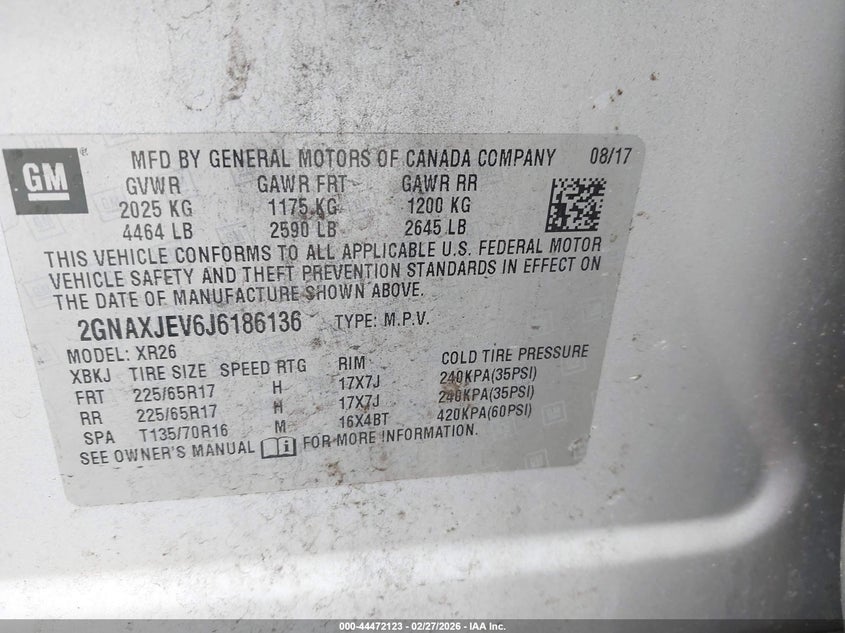 GM
MFD BY GENERAL MOTORS OF CANADA COMPANY 08/17
GVWR GAWR FRT GAWR RR
2025 KG 1175 KG 1200 KG
4464 LB 2590 LB 2645 LB
THIS VEHICLE CONFORMS TO ALL APPLICABLE U.S. FEDERAL MOTOR
VEHICLE SAFETY AND THEFT PREVENTION STANDARDS IN EFFECT ON
THE DATE OF MANUFACTURE SHOWN ABOVE.
2GNAXJEV6J6186136 TYPE: M.P.V.
MODEL: XR26
XBKJ TIRE SIZE SPEED RTG RIM COLD TIRE PRESSURE
FRT 225/65R17 H 17X7J 240KPA(35PSI)
RR 225/65R17 H 17X7J 240KPA(35PSI)
SPA T135/70R16 M 16X4BT 420KPA(60PSI)
SEE OWNER'S MANUAL FOR MORE INFORMATION.
000-44472123 - 02/27/2026 - IAA Inc.